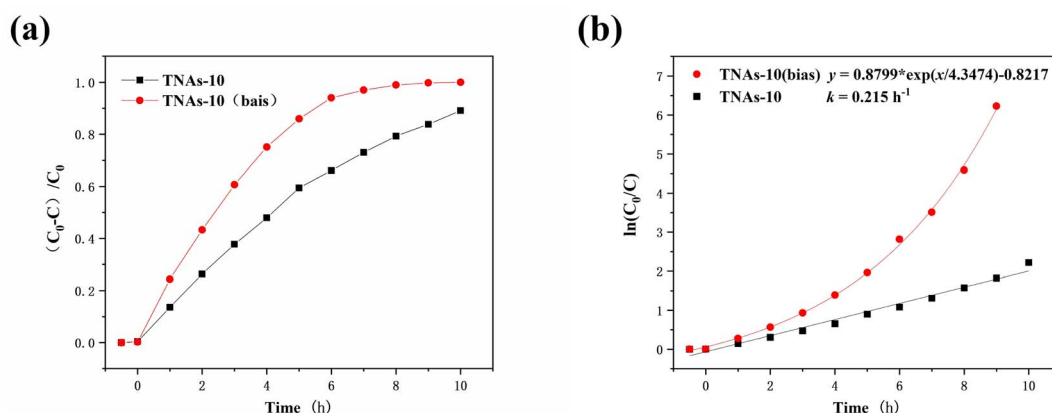 (a)
TNAs-10
TNAs-10（bais）
1.0
0.8
0.6
0.4
0.2
0.0
（C₀-C）/C₀
0
2
4
6
8
10
Time（h）
(b)
TNAs-10(bias) y = 0.8799*exp(x/4.3474)-0.8217
TNAs-10 k = 0.215 h⁻¹
7
6
5
4
3
2
1
0
ln(C₀/C)
0
2
4
6
8
10
Time（h）